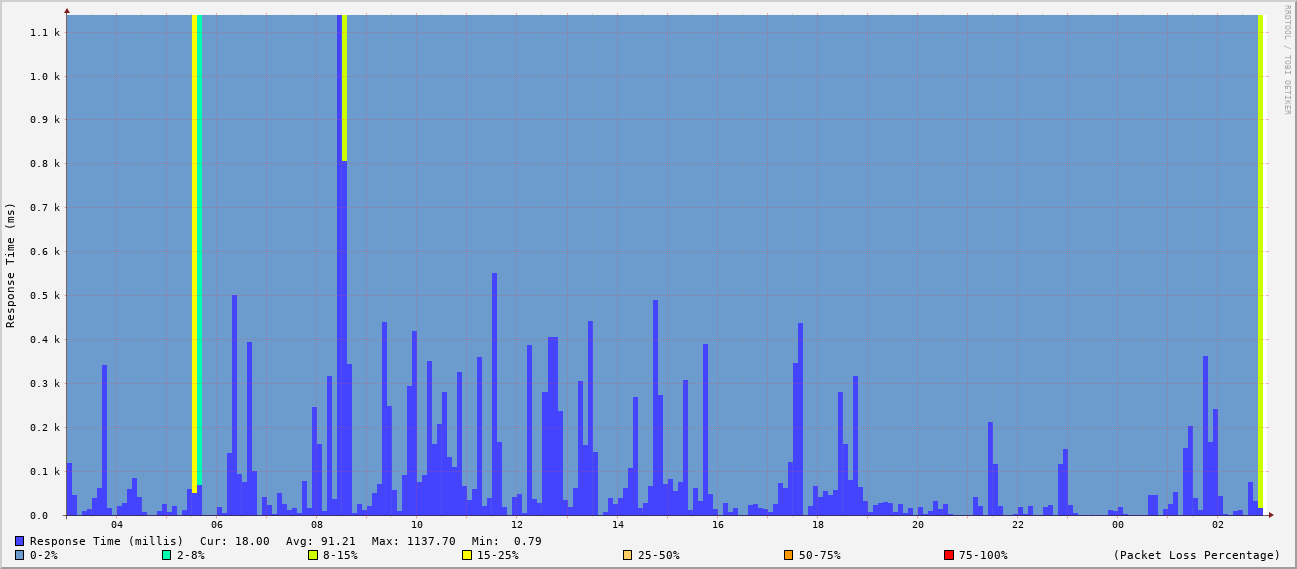 RRDTOOL / TOBI OETIKER
Response Time (ms)
1.1 k
1.0 k
0.9 k
0.8 k
0.7 k
0.6 k
0.5 k
0.4 k
0.3 k
0.2 k
0.1 k
0.0
04 06 08 10 12 14 16 18 20 22 00 02
Response Time (millis) Cur: 18.00 Avg: 91.21 Max: 1137.70 Min: 0.79
0-2% 2-8% 8-15% 15-25% 25-50% 50-75% 75-100% (Packet Loss Percentage)